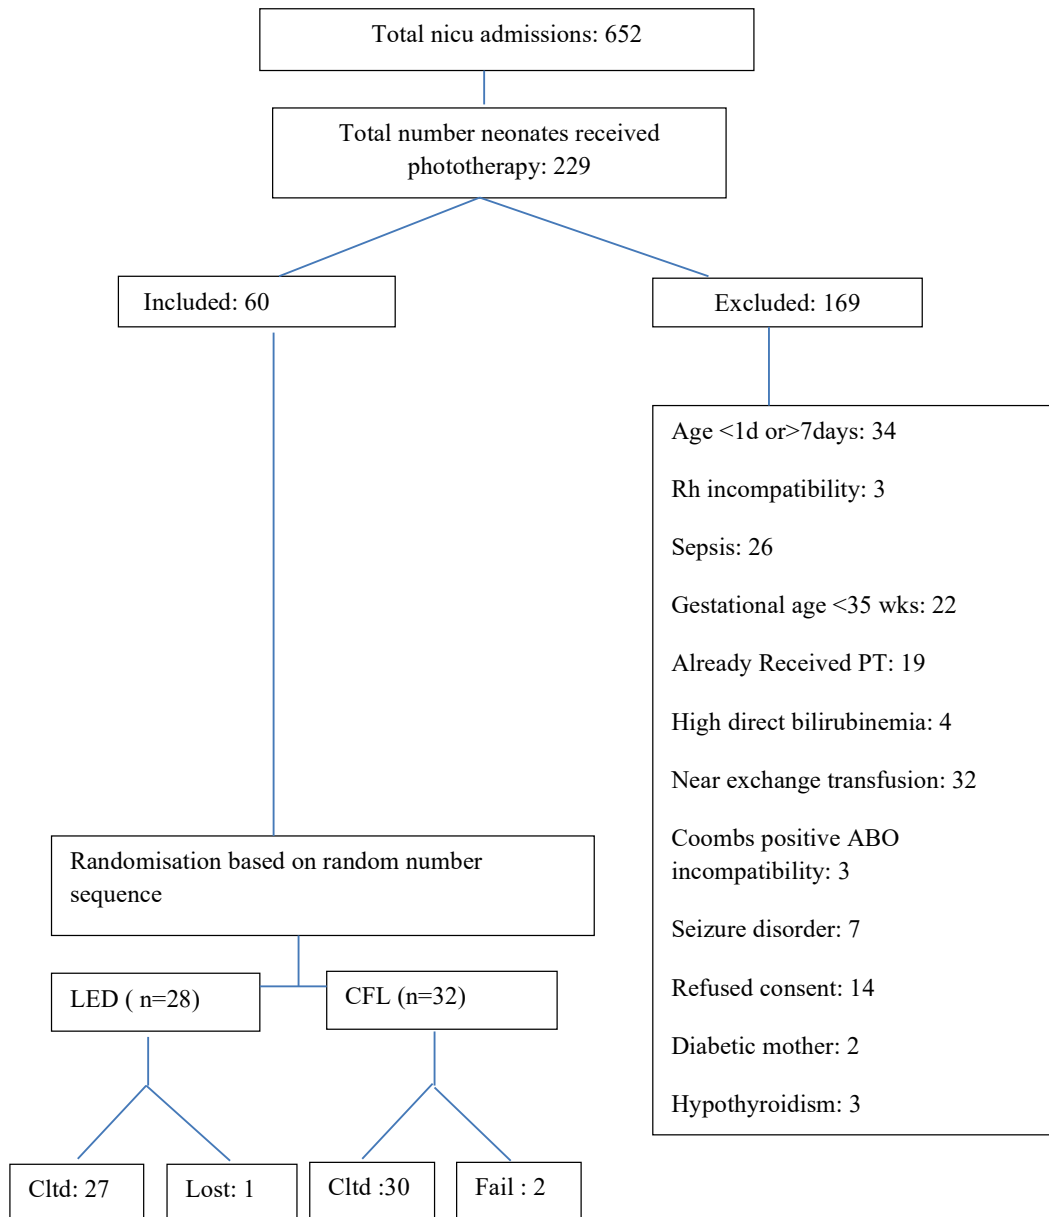 Total nicu admissions: 652
Total number neonates received
phototherapy: 229
Included: 60
Excluded: 169
Age <1d or>7days: 34
Rh incompatibility: 3
Sepsis: 26
Gestational age <35 wks: 22
Already Received PT: 19
High direct bilirubinemia: 4
Near exchange transfusion: 32
Coombs positive ABO
incompatibility: 3
Seizure disorder: 7
Refused consent: 14
Diabetic mother: 2
Hypothyroidism: 3
Randomisation based on random number
sequence
LED ( n=28)
CFL (n=32)
Cltd: 27
Lost: 1
Cltd :30
Fail : 2